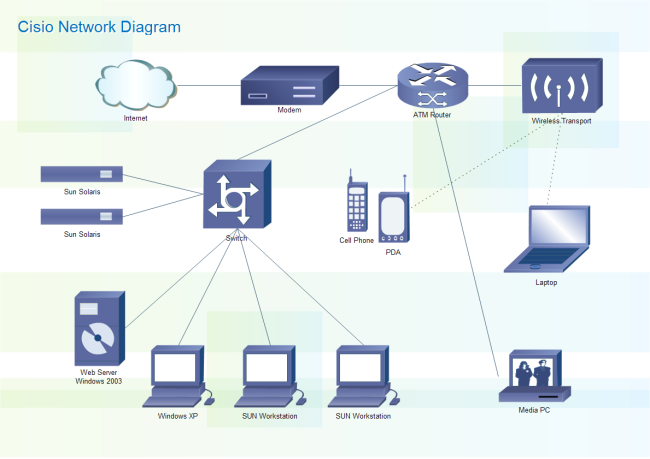 Cisio Network Diagram
Internet
Modem
ATM Router
Wireless Transport
Sun Solaris
Sun Solaris
Switch
Cell Phone
PDA
Laptop
Web Server
Windows 2003
Windows XP
SUN Workstation
SUN Workstation
Media PC